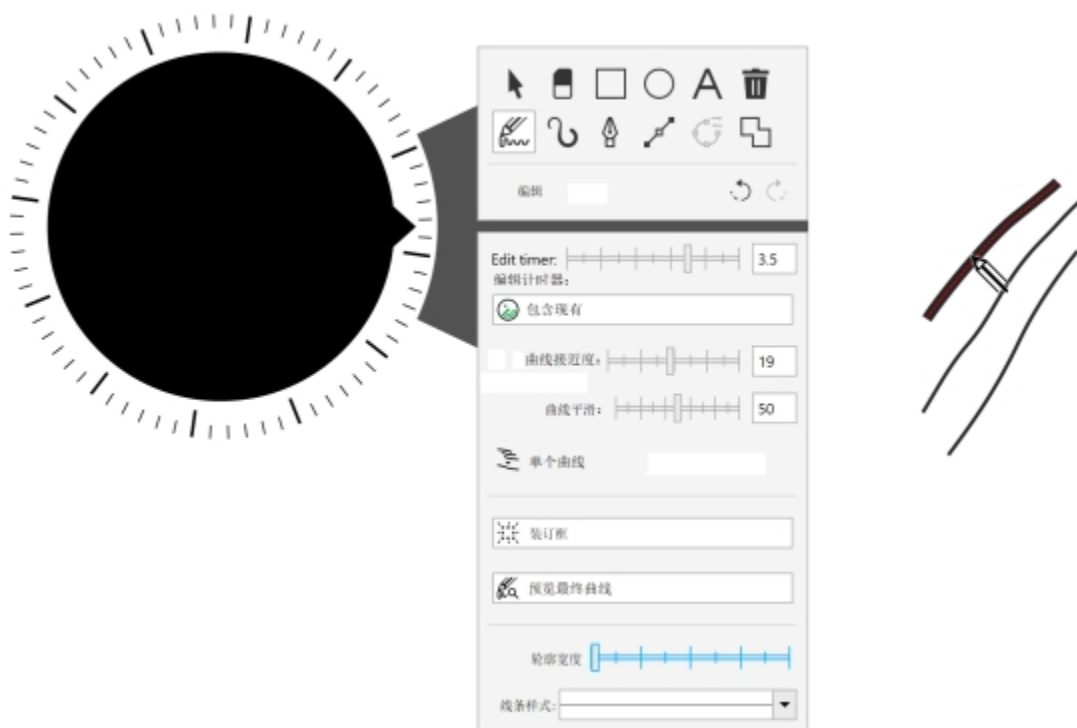 A
编辑
Edit timer: 3.5
编辑计时器:
包含现有
曲线接近度: 19
曲线平滑: 50
单个曲线
装订框
预览最终曲线
轮廓宽度
线条样式: